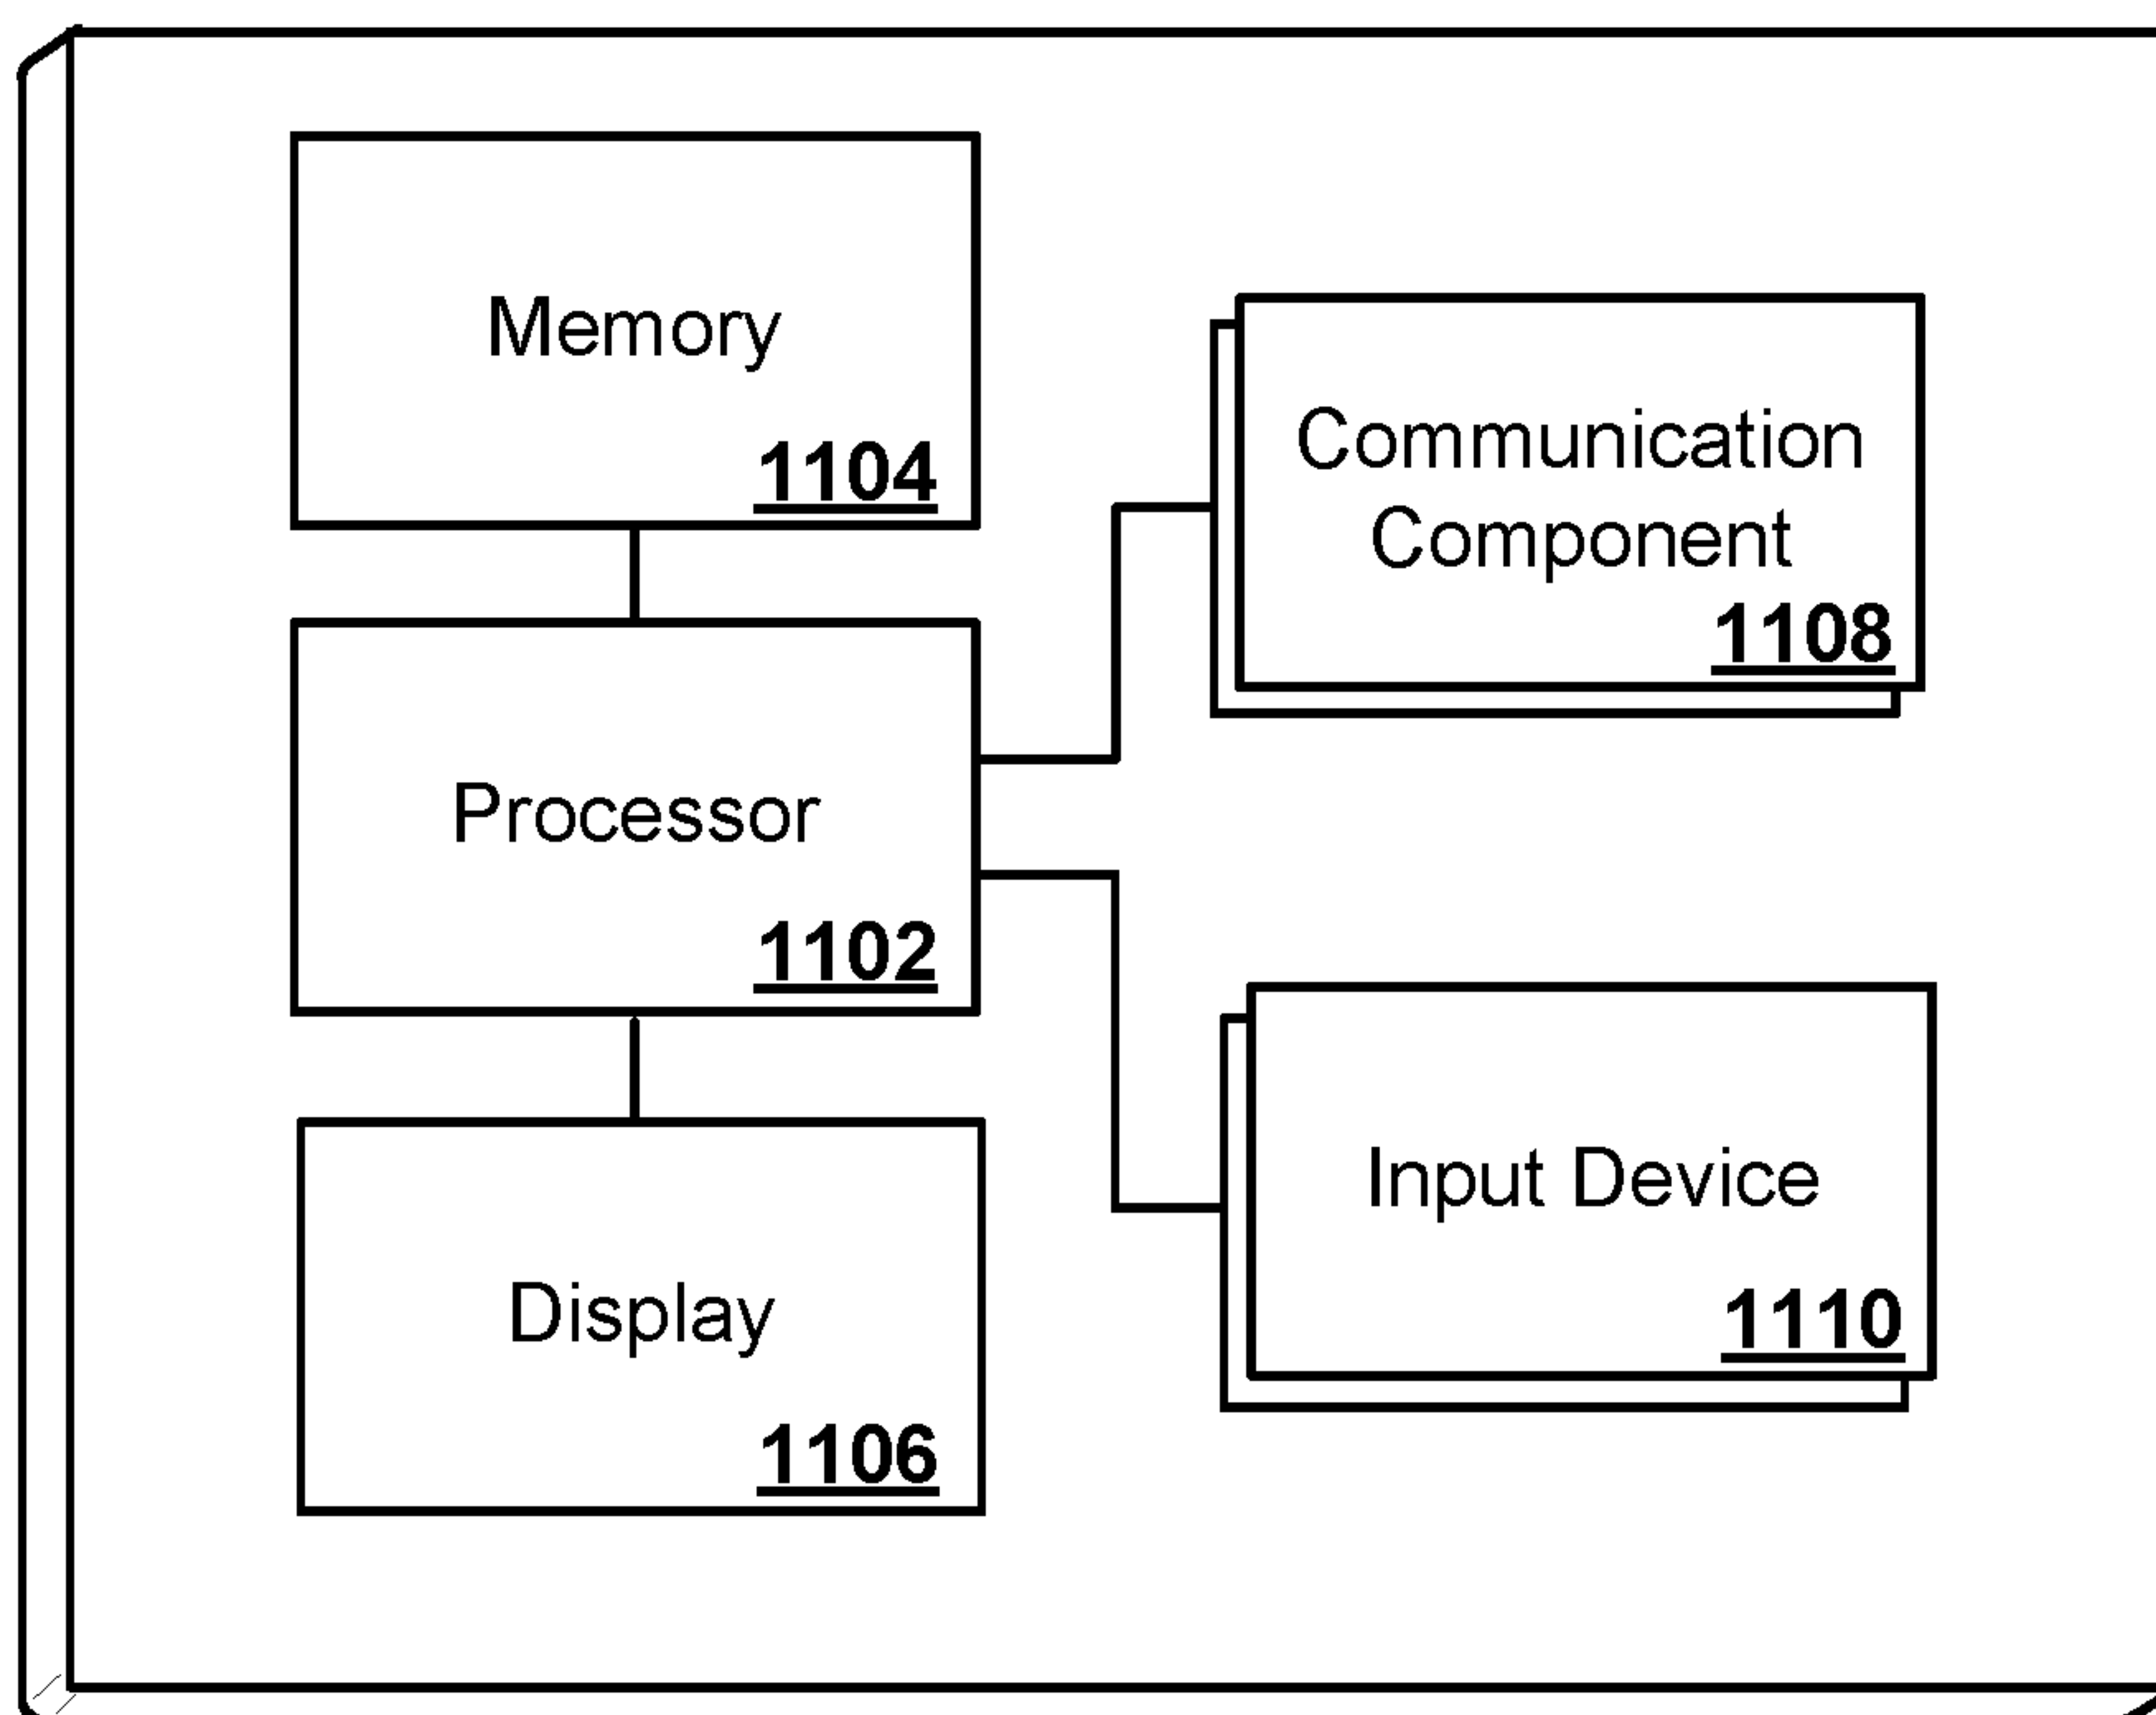 Memory
1104
Processor
1102
Display
1106
Communication
Component
1108
Input Device
1110